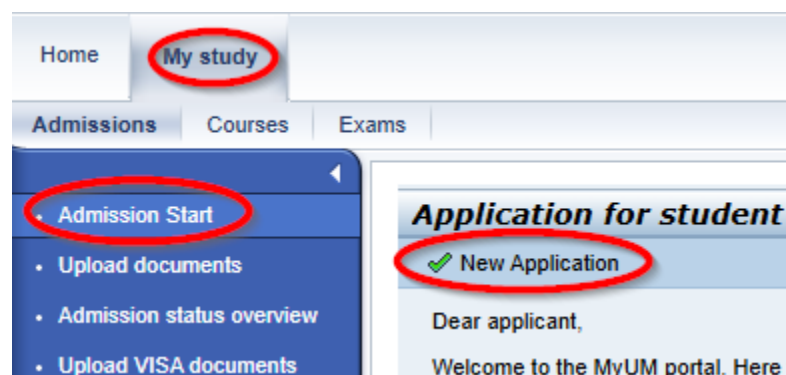 Home My study
Admissions Courses Exams
• Admission Start
• Upload documents
• Admission status overview
• Upload VISA documents
Application for student
New Application
Dear applicant,
Welcome to the MyUM portal. Here